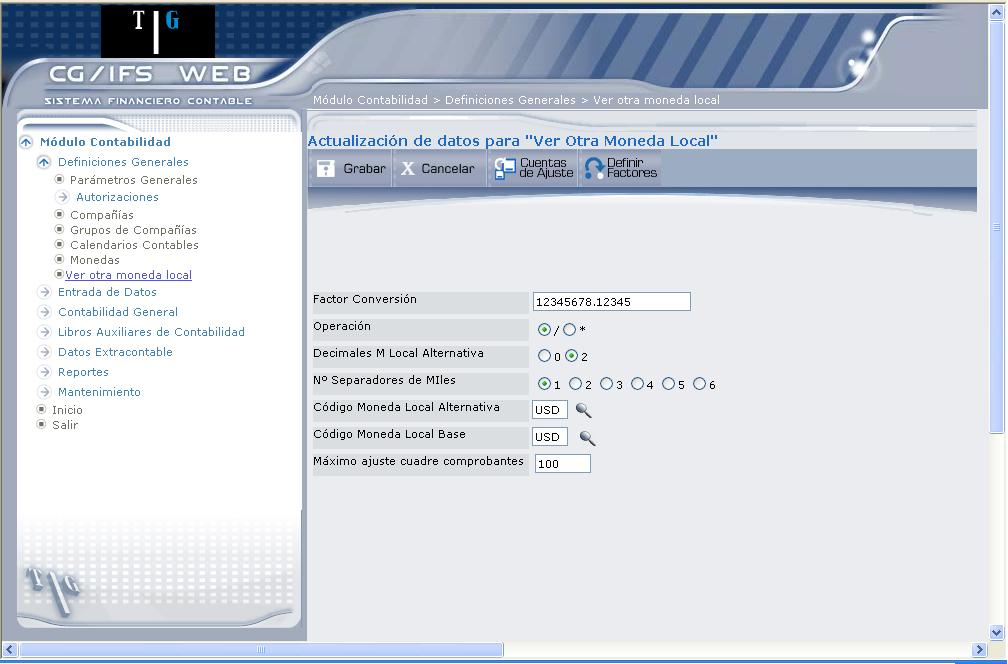 T G
CG/IFS WEB
SISTEMA FINANCIERO CONTABLE
Módulo Contabilidad > Definiciones Generales > Ver otra moneda local
Módulo Contabilidad
Definiciones Generales
Parámetros Generales
Autorizaciones
Compañías
Grupos de Compañías
Calendarios Contables
Monedas
Ver otra moneda local
Entrada de Datos
Contabilidad General
Libros Auxiliares de Contabilidad
Datos Extracontable
Reportes
Mantenimiento
Inicio
Salir
T G
Actualización de datos para "Ver Otra Moneda Local"
Grabar X Cancelar Cuentas de Ajuste Definir Factores
Factor Conversión 12345678.12345
Operación / *
Decimales M Local Alternativa 0 2
Nº Separadores de MIles 1 2 3 4 5 6
Código Moneda Local Alternativa USD
Código Moneda Local Base USD
Máximo ajuste cuadre comprobantes 100